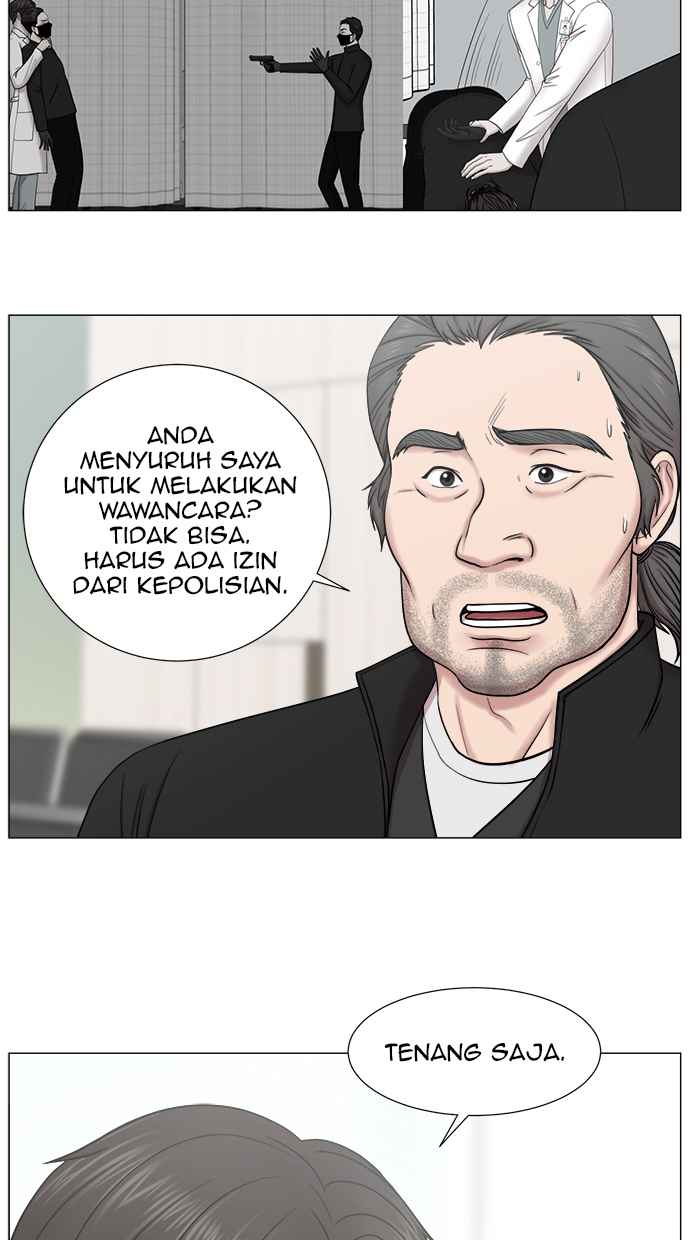 ANDA
MENYURUH SAYA
UNTUK MELAKUKAN
WAWANCARA?
TIDAK BISA.
HARUS ADA IZIN
DARI KEPOLISIAN.
TENANG SAJA.